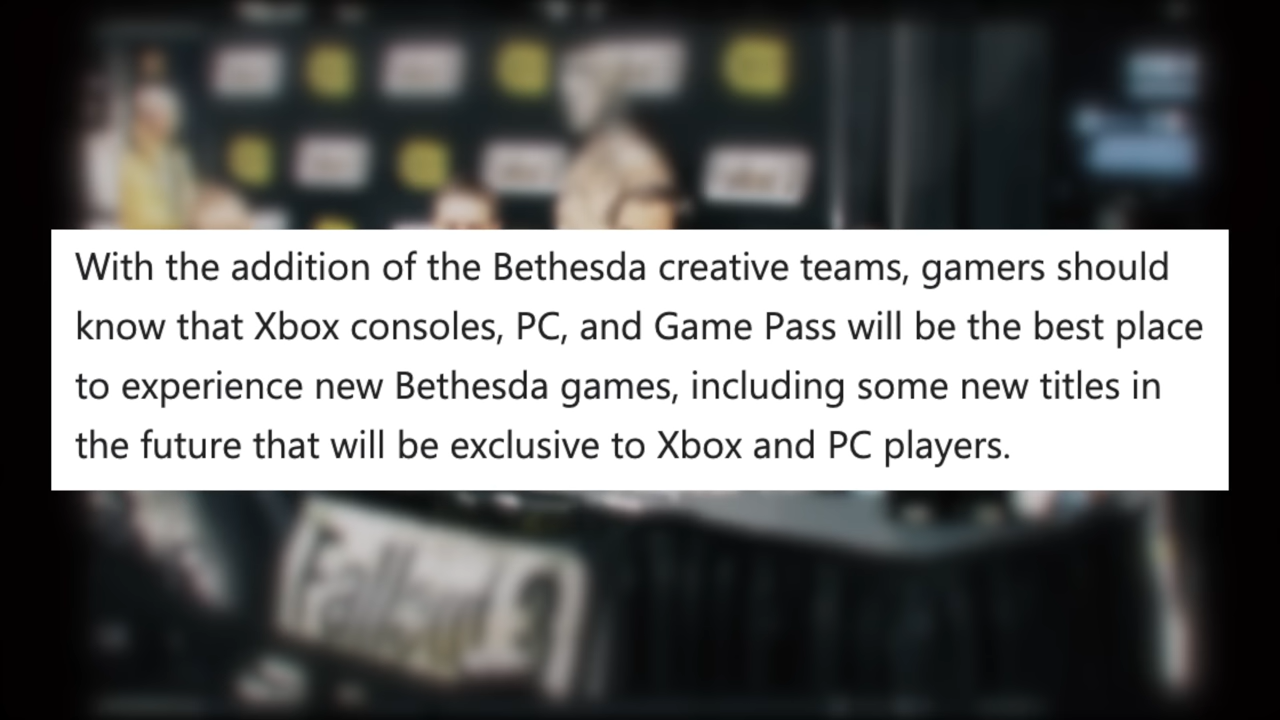 With the addition of the Bethesda creative teams, gamers should
know that Xbox consoles, PC, and Game Pass will be the best place
to experience new Bethesda games, including some new titles in
the future that will be exclusive to Xbox and PC players.
Fallout 3